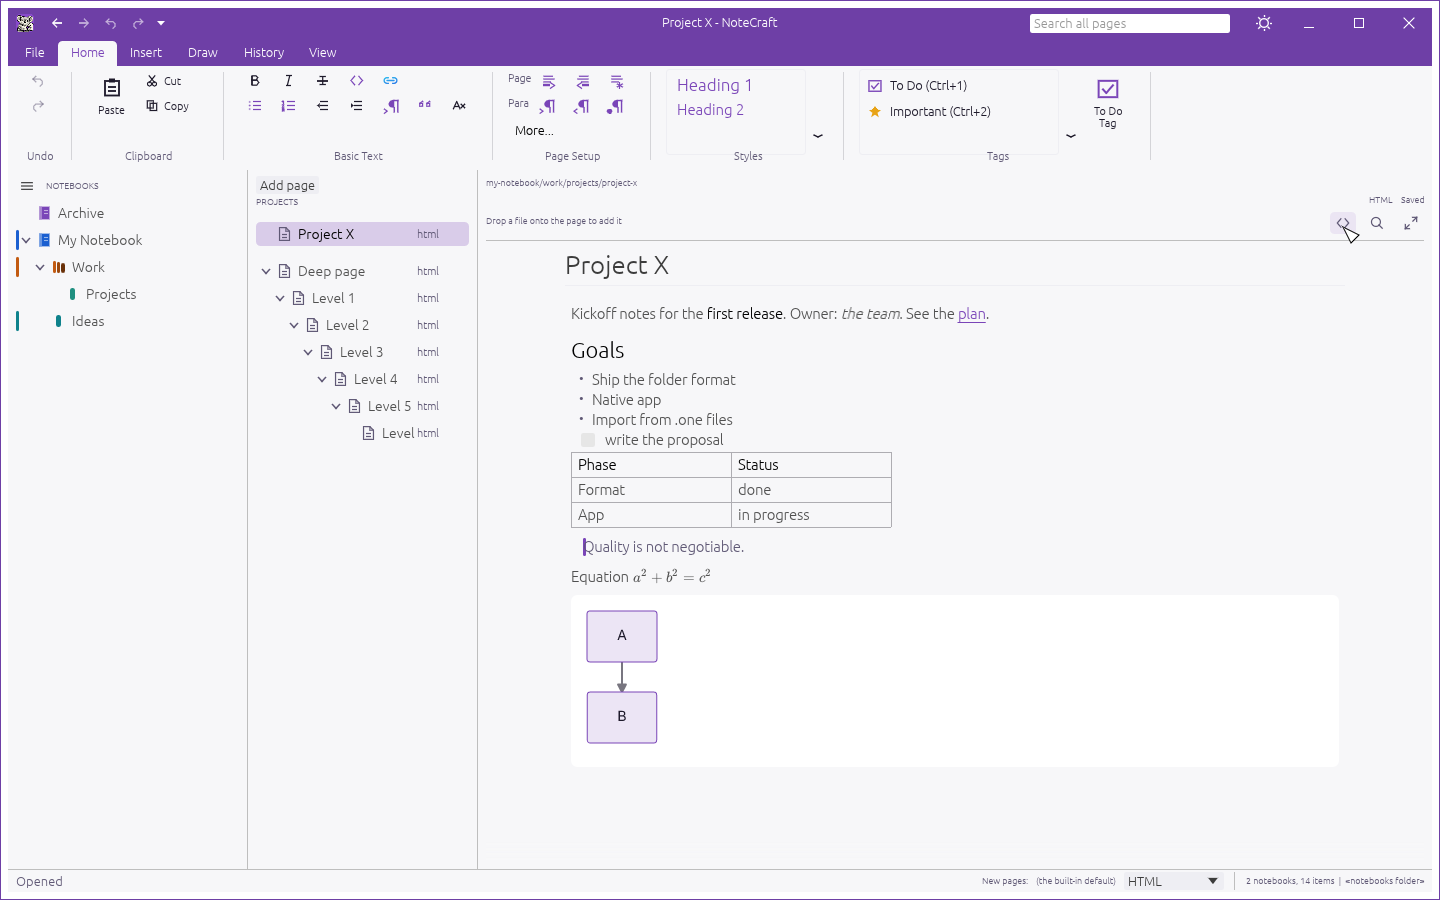 Project X - NoteCraft
Search all pages
File Home Insert Draw History View
Undo
Paste
Cut
Copy
Clipboard
B I
Basic Text
Page
Para
More...
Page Setup
Heading 1
Heading 2
Styles
To Do (Ctrl+1)
Important (Ctrl+2)
Tags
To Do
Tag
NOTEBOOKS
Archive
My Notebook
Work
Projects
Ideas
Add page
PROJECTS
Project X html
Deep page html
Level 1 html
Level 2 html
Level 3 html
Level 4 html
Level 5 html
Level html
my-notebook/work/projects/project-x
HTML Saved
Drop a file onto the page to add it
Project X
Kickoff notes for the first release. Owner: the team. See the plan.
Goals
• Ship the folder format
• Native app
• Import from .one files
write the proposal
Phase Status
Format done
App in progress
Quality is not negotiable.
Equation a² + b² = c²
A
B
Opened
New pages: (the built-in default) HTML
2 notebooks, 14 items | «notebooks folder»